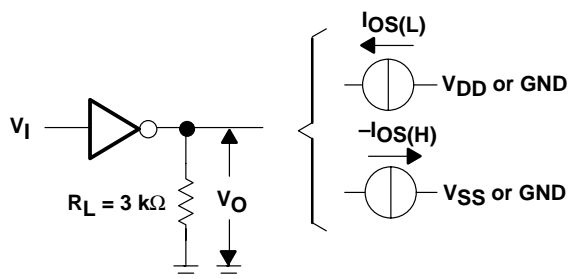 IOS(L)
VDD or GND
–IOS(H)
VI
RL = 3 kΩ
VO
VSS or GND